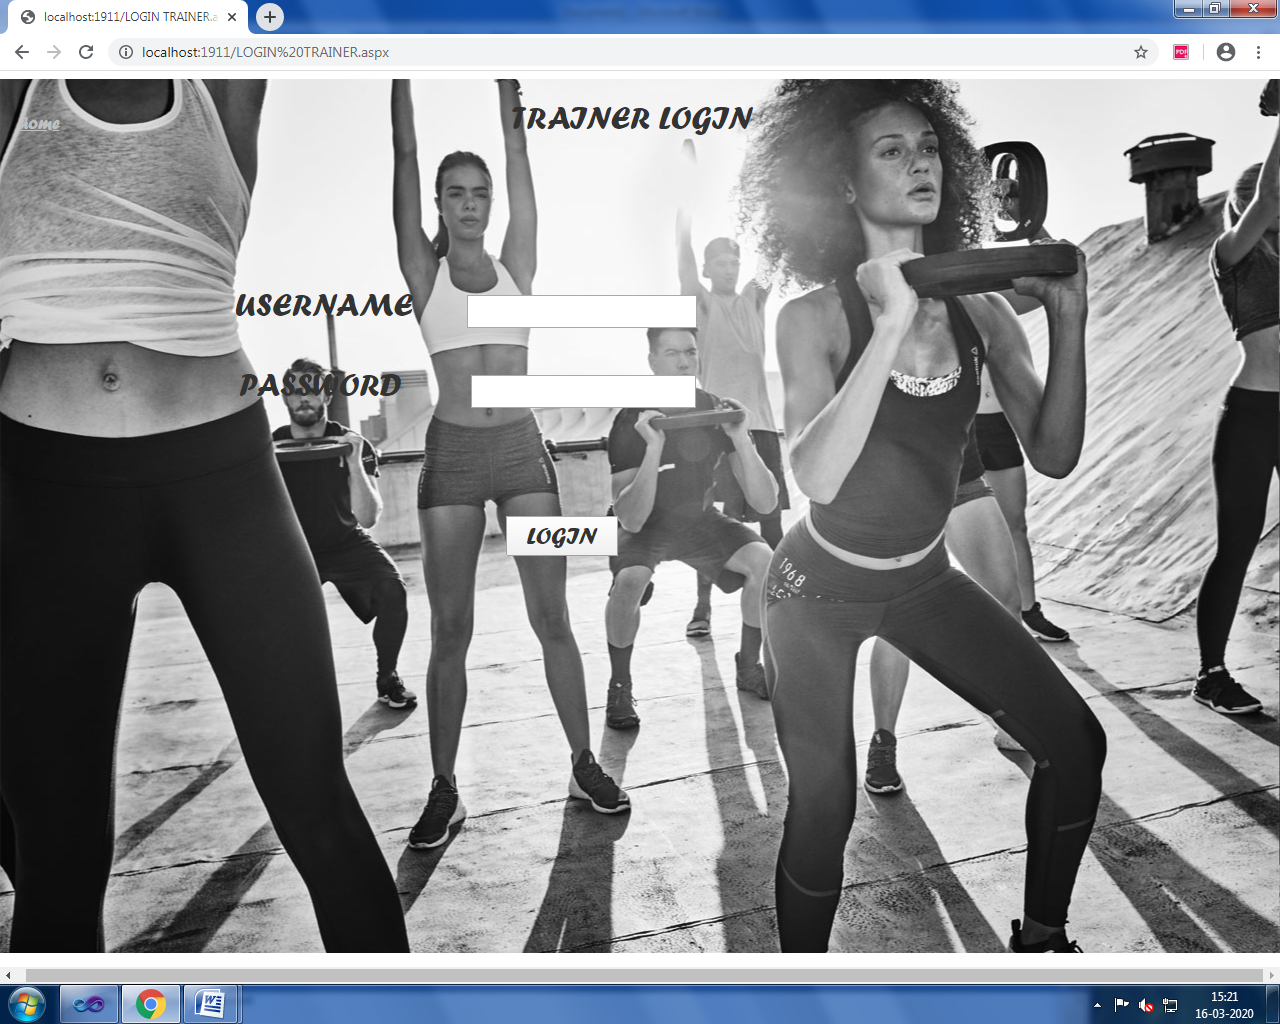 localhost:1911/LOGIN TRAINER.a
localhost:1911/LOGIN%20TRAINER.aspx
PDF
Home
TRAINER LOGIN
USERNAME
PASSWORD
LOGIN
1968
15:21
16-03-2020